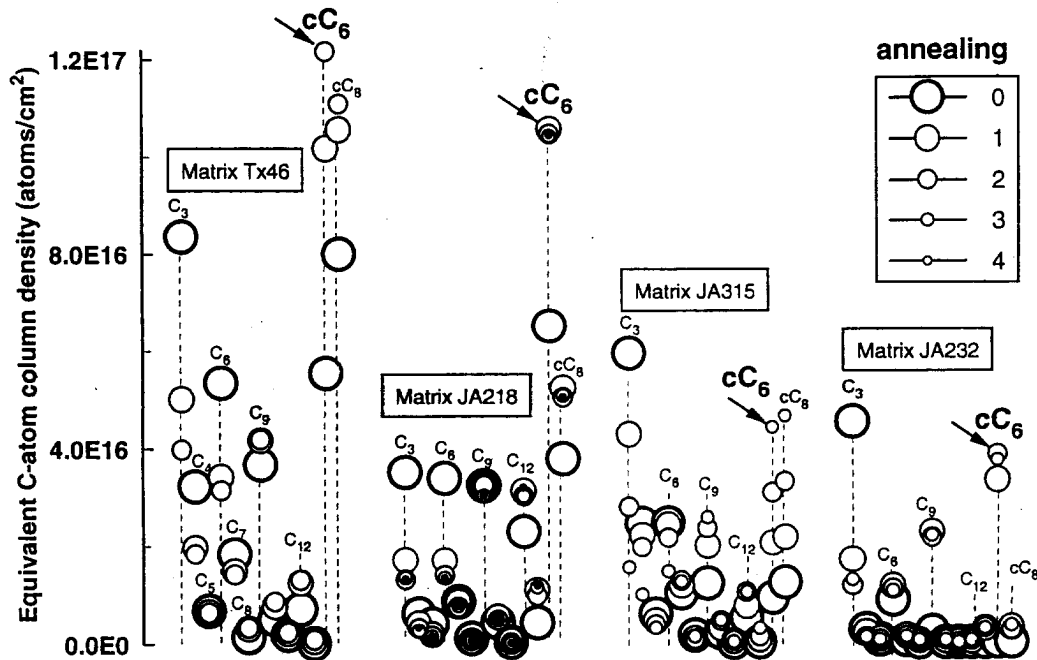 Equivalent C-atom column density (atoms/cm²)
1.2E17
8.0E16
4.0E16
0.0E0
annealing
0
1
2
3
4
Matrix Tx46
C₃
C₄
C₅
C₆
C₇
C₈
C₉
C₁₂
cC₆
cC₈
Matrix JA218
C₃
C₆
C₉
C₁₂
cC₆
cC₈
Matrix JA315
C₃
C₆
C₉
C₁₂
cC₆
cC₈
Matrix JA232
C₃
C₆
C₉
C₁₂
cC₆
cC₈